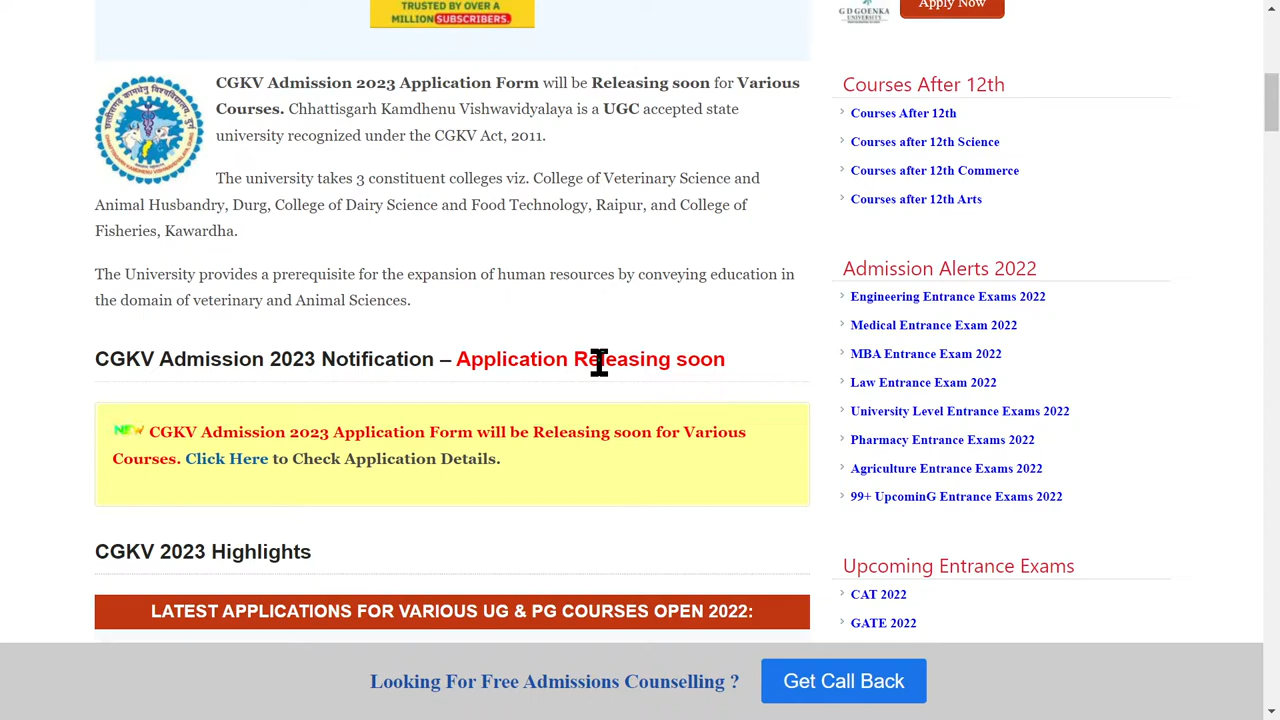 TRUSTED BY OVER A
MILLION SUBSCRIBERS.
CGKV Admission 2023 Application Form will be Releasing soon for Various
Courses. Chhattisgarh Kamdhenu Vishwavidyalaya is a UGC accepted state
university recognized under the CGKV Act, 2011.
The university takes 3 constituent colleges viz. College of Veterinary Science and
Animal Husbandry, Durg, College of Dairy Science and Food Technology, Raipur, and College of
Fisheries, Kawardha.
The University provides a prerequisite for the expansion of human resources by conveying education in
the domain of veterinary and Animal Sciences.
CGKV Admission 2023 Notification – Application Releasing soon
NEW CGKV Admission 2023 Application Form will be Releasing soon for Various
Courses. Click Here to Check Application Details.
CGKV 2023 Highlights
LATEST APPLICATIONS FOR VARIOUS UG & PG COURSES OPEN 2022:
G D GOENKA
UNIVERSITY
Apply Now
Courses After 12th
Courses After 12th
Courses after 12th Science
Courses after 12th Commerce
Courses after 12th Arts
Admission Alerts 2022
Engineering Entrance Exams 2022
Medical Entrance Exam 2022
MBA Entrance Exam 2022
Law Entrance Exam 2022
University Level Entrance Exams 2022
Pharmacy Entrance Exams 2022
Agriculture Entrance Exams 2022
99+ UpcominG Entrance Exams 2022
Upcoming Entrance Exams
CAT 2022
GATE 2022
Looking For Free Admissions Counselling ?
Get Call Back